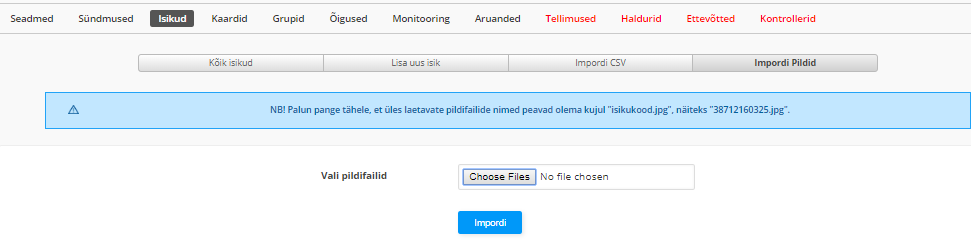 Seadmed Sündmused Isikud Kaardid Grupid Õigused Monitooring Aruanded Tellimused Haldurid Ettevõtted Kontrollerid
Kõik isikud Lisa uus isik Impordi CSV Impordi Pildid
NB! Palun pange tähele, et üles laetavate pildifailide nimed peavad olema kujul "isikukood.jpg", näiteks "38712160325.jpg".
Vali pildifailid Choose Files No file chosen
Impordi